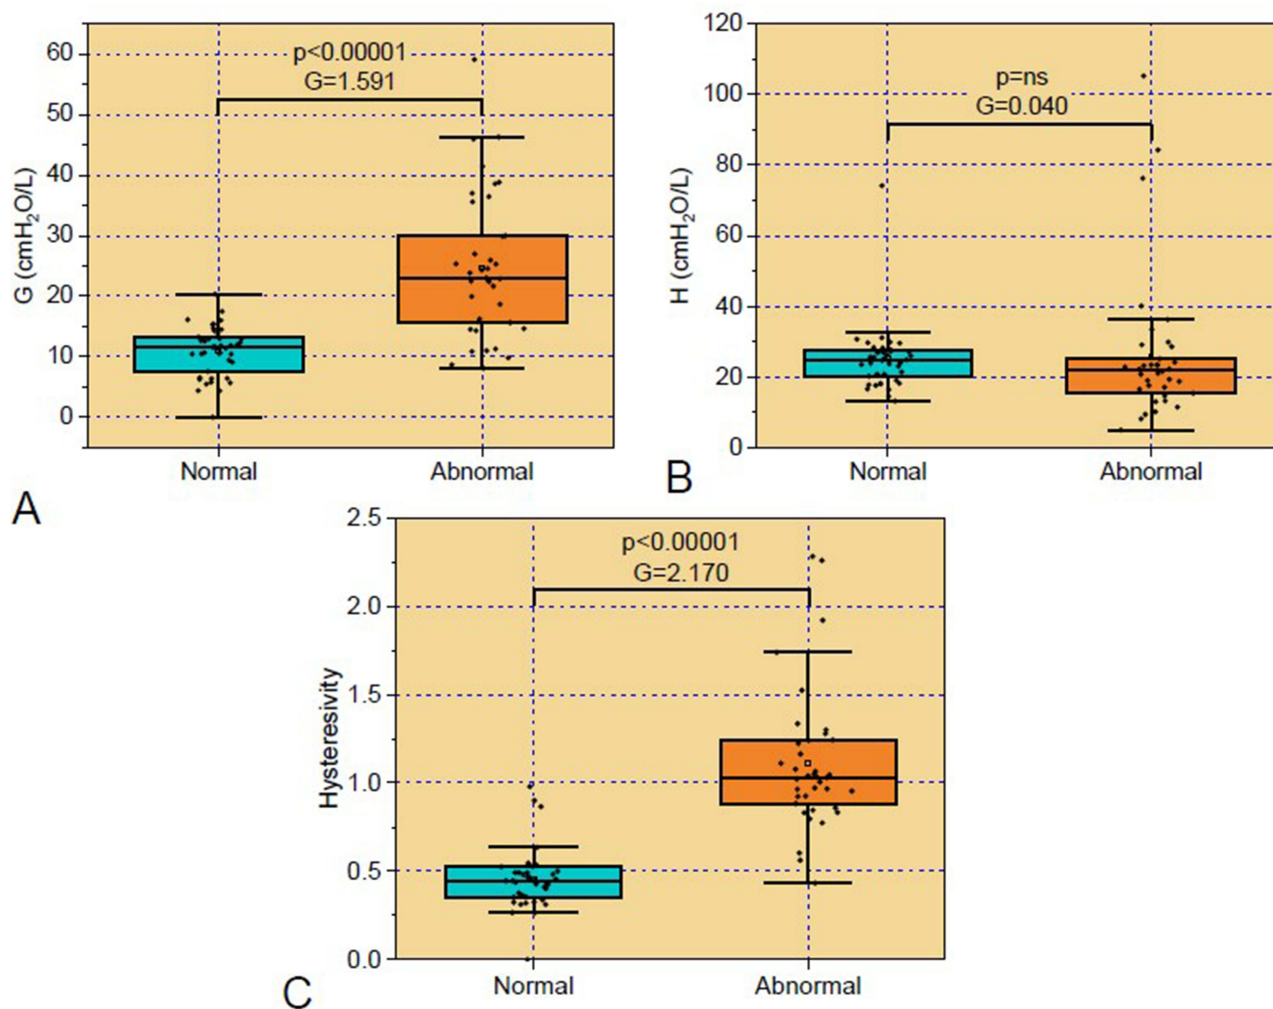 60
50
40
30
20
10
0
G (cmH₂O/L)
p<0.00001
G=1.591
Normal
Abnormal
A
120
100
80
60
40
20
0
H (cmH₂O/L)
p=ns
G=0.040
Normal
Abnormal
B
2.5
2.0
1.5
1.0
0.5
0.0
Hysteresivity
p<0.00001
G=2.170
Normal
Abnormal
C